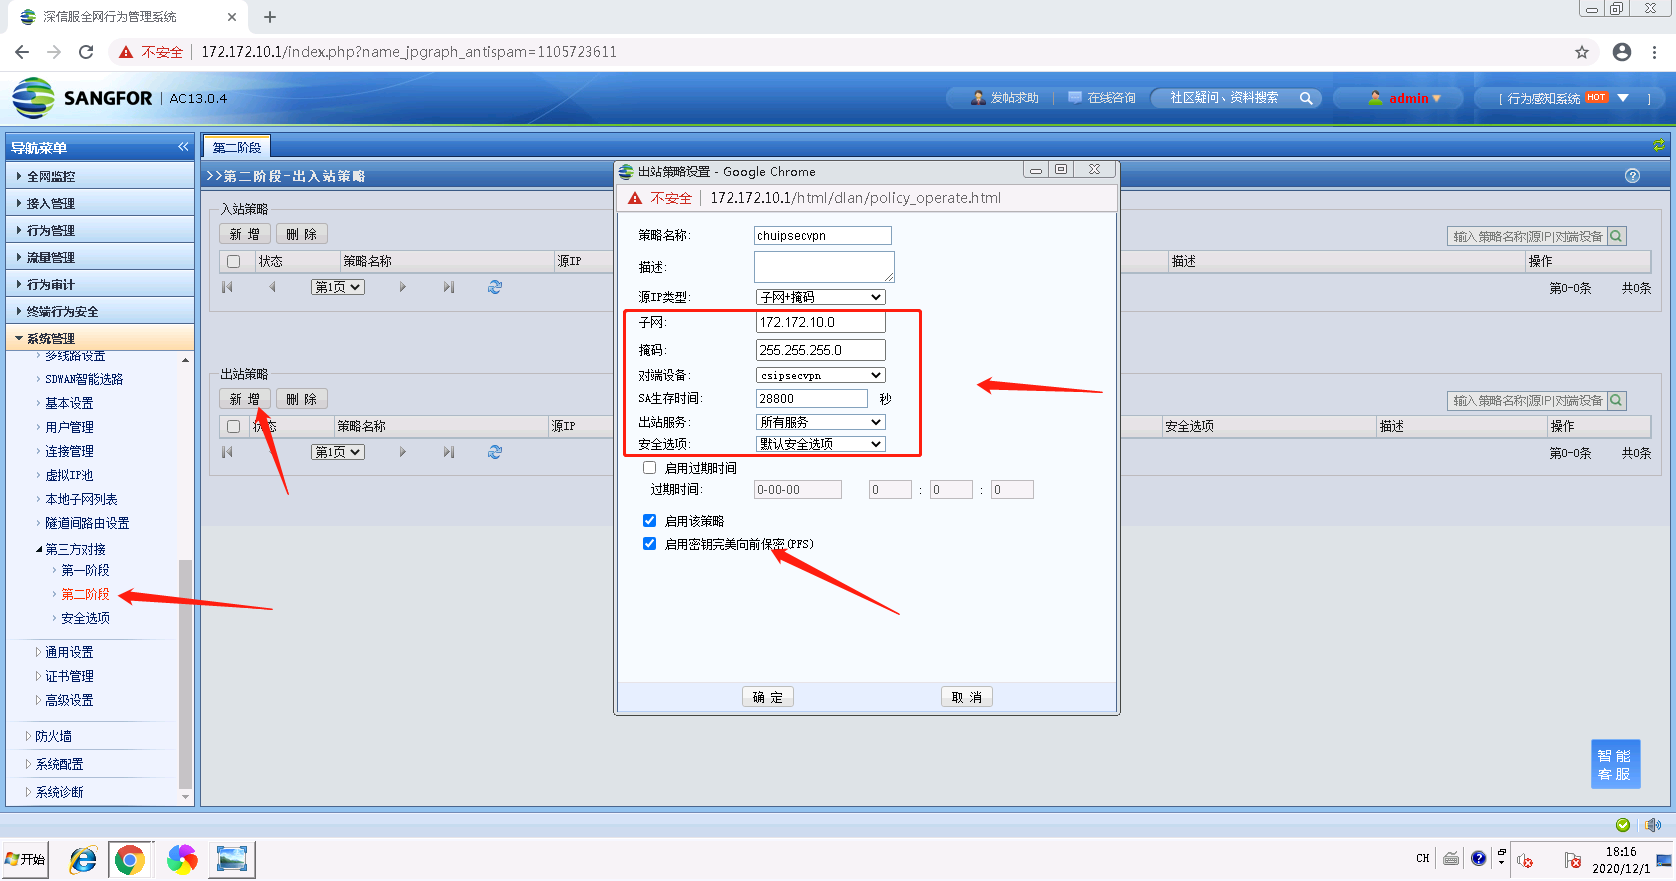 深信服全网行为管理系统
不安全 172.172.10.1/index.php?name_jpgraph_antispam=1105723611
SANGFOR | AC13.0.4
发帖求助 在线咨询 社区疑问、资料搜索 admin [ 行为感知系统 HOT ]
导航菜单
全网监控
接入管理
行为管理
流量管理
行为审计
终端行为安全
系统管理
多线路设置
SDWAN智能选路
基本设置
用户管理
连接管理
虚拟IP池
本地子网列表
隧道间路由设置
第三方对接
第一阶段
第二阶段
安全选项
通用设置
证书管理
高级设置
防火墙
系统配置
系统诊断
第二阶段
>>第二阶段-出入站策略
入站策略
新 增 删 除
输入策略名称|源IP|对端设备
状态 策略名称 源IP 描述 操作
第1页
第0-0条 共0条
出站策略
新 增 删 除
输入策略名称|源IP|对端设备
状态 策略名称 源IP 安全选项 描述 操作
第1页
第0-0条 共0条
出站策略设置 - Google Chrome
不安全 172.172.10.1/html/dlan/policy_operate.html
策略名称: chuipsecvpn
描述:
源IP类型: 子网+掩码
子网: 172.172.10.0
掩码: 255.255.255.0
对端设备: csipsecvpn
SA生存时间: 28800 秒
出站服务: 所有服务
安全选项: 默认安全选项
启用过期时间
过期时间: 0-00-00 0 : 0 : 0
启用该策略
启用密钥完美向前保密(PFS)
确 定 取 消
智 能
客 服
开始
CH
18:16
2020/12/1